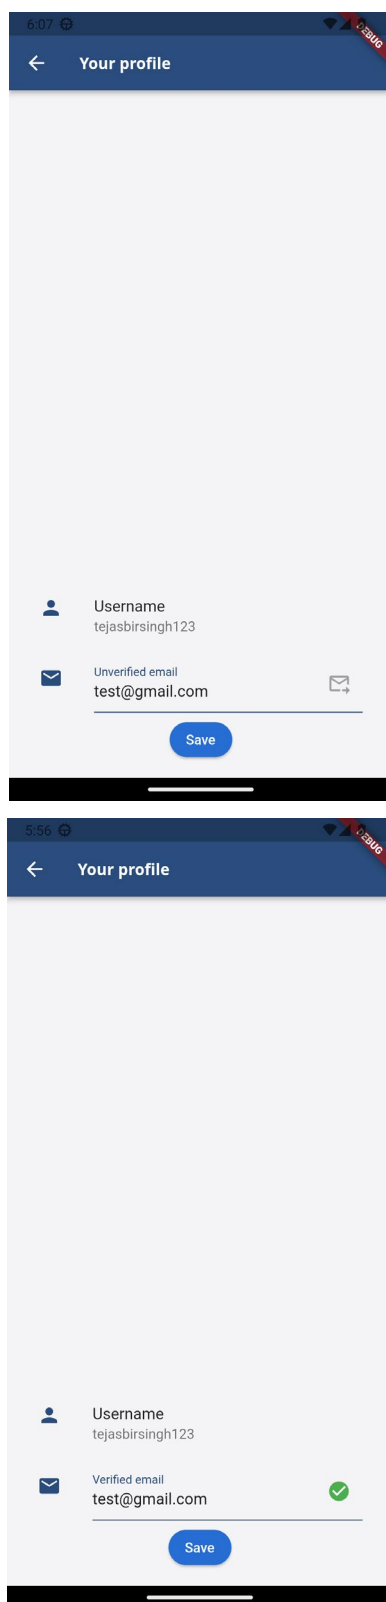 6:07
DEBUG
Your profile
Username
tejasbirsingh123
Unverified email
test@gmail.com
Save
5:56
DEBUG
Your profile
Username
tejasbirsingh123
Verified email
test@gmail.com
Save